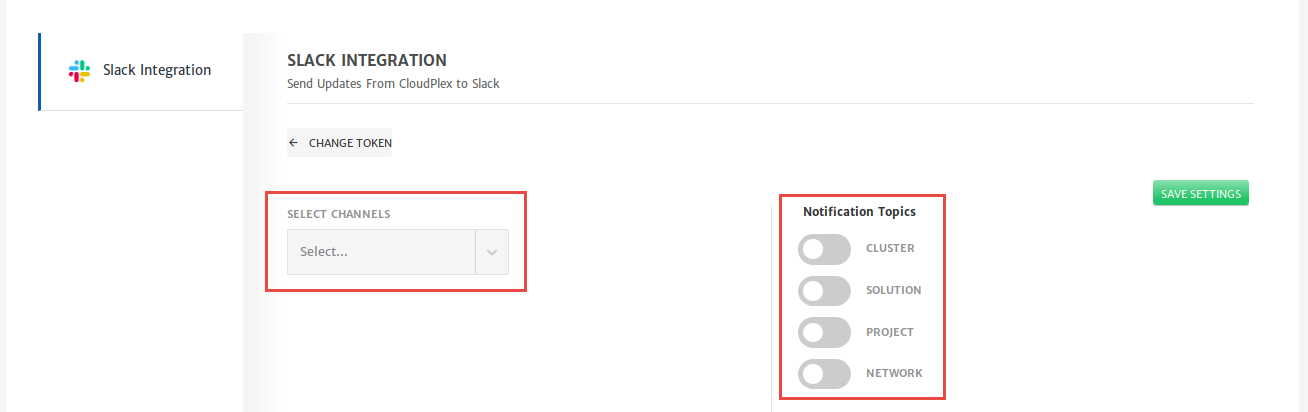 Slack Integration
SLACK INTEGRATION
Send Updates From CloudPlex to Slack
CHANGE TOKEN
SAVE SETTINGS
SELECT CHANNELS
Select...
Notification Topics
CLUSTER
SOLUTION
PROJECT
NETWORK